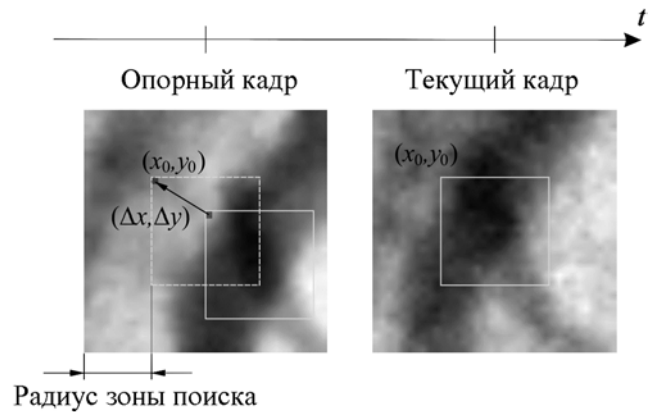 t
Опорный кадр
Текущий кадр
(x₀,y₀)
(x₀,y₀)
(Δx,Δy)
Радиус зоны поиска